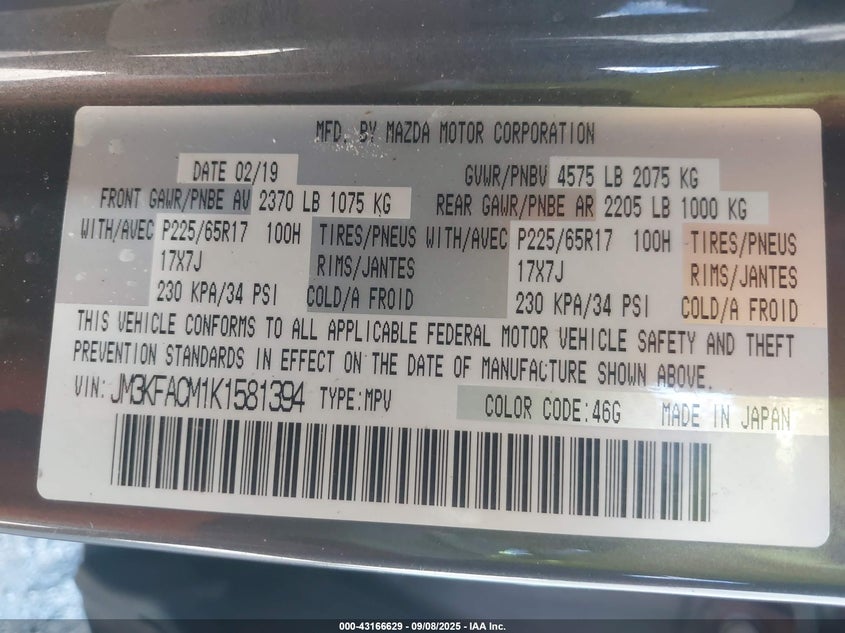 MFD. BY MAZDA MOTOR CORPORATION
DATE 02/19 GVWR/PNBV 4575 LB 2075 KG
FRONT GAWR/PNBE AV 2370 LB 1075 KG REAR GAWR/PNBE AR 2205 LB 1000 KG
WITH/AVEC P225/65R17 100H TIRES/PNEUS WITH/AVEC P225/65R17 100H TIRES/PNEUS
17X7J RIMS/JANTES 17X7J RIMS/JANTES
230 KPA/34 PSI COLD/A FROID 230 KPA/34 PSI COLD/A FROID
THIS VEHICLE CONFORMS TO ALL APPLICABLE FEDERAL MOTOR VEHICLE SAFETY AND THEFT
PREVENTION STANDARDS IN EFFECT ON THE DATE OF MANUFACTURE SHOWN ABOVE.
VIN: JM3KFACM1K1581394 TYPE:MPV COLOR CODE:46G MADE IN JAPAN
000-43166629 - 09/08/2025 - IAA Inc.